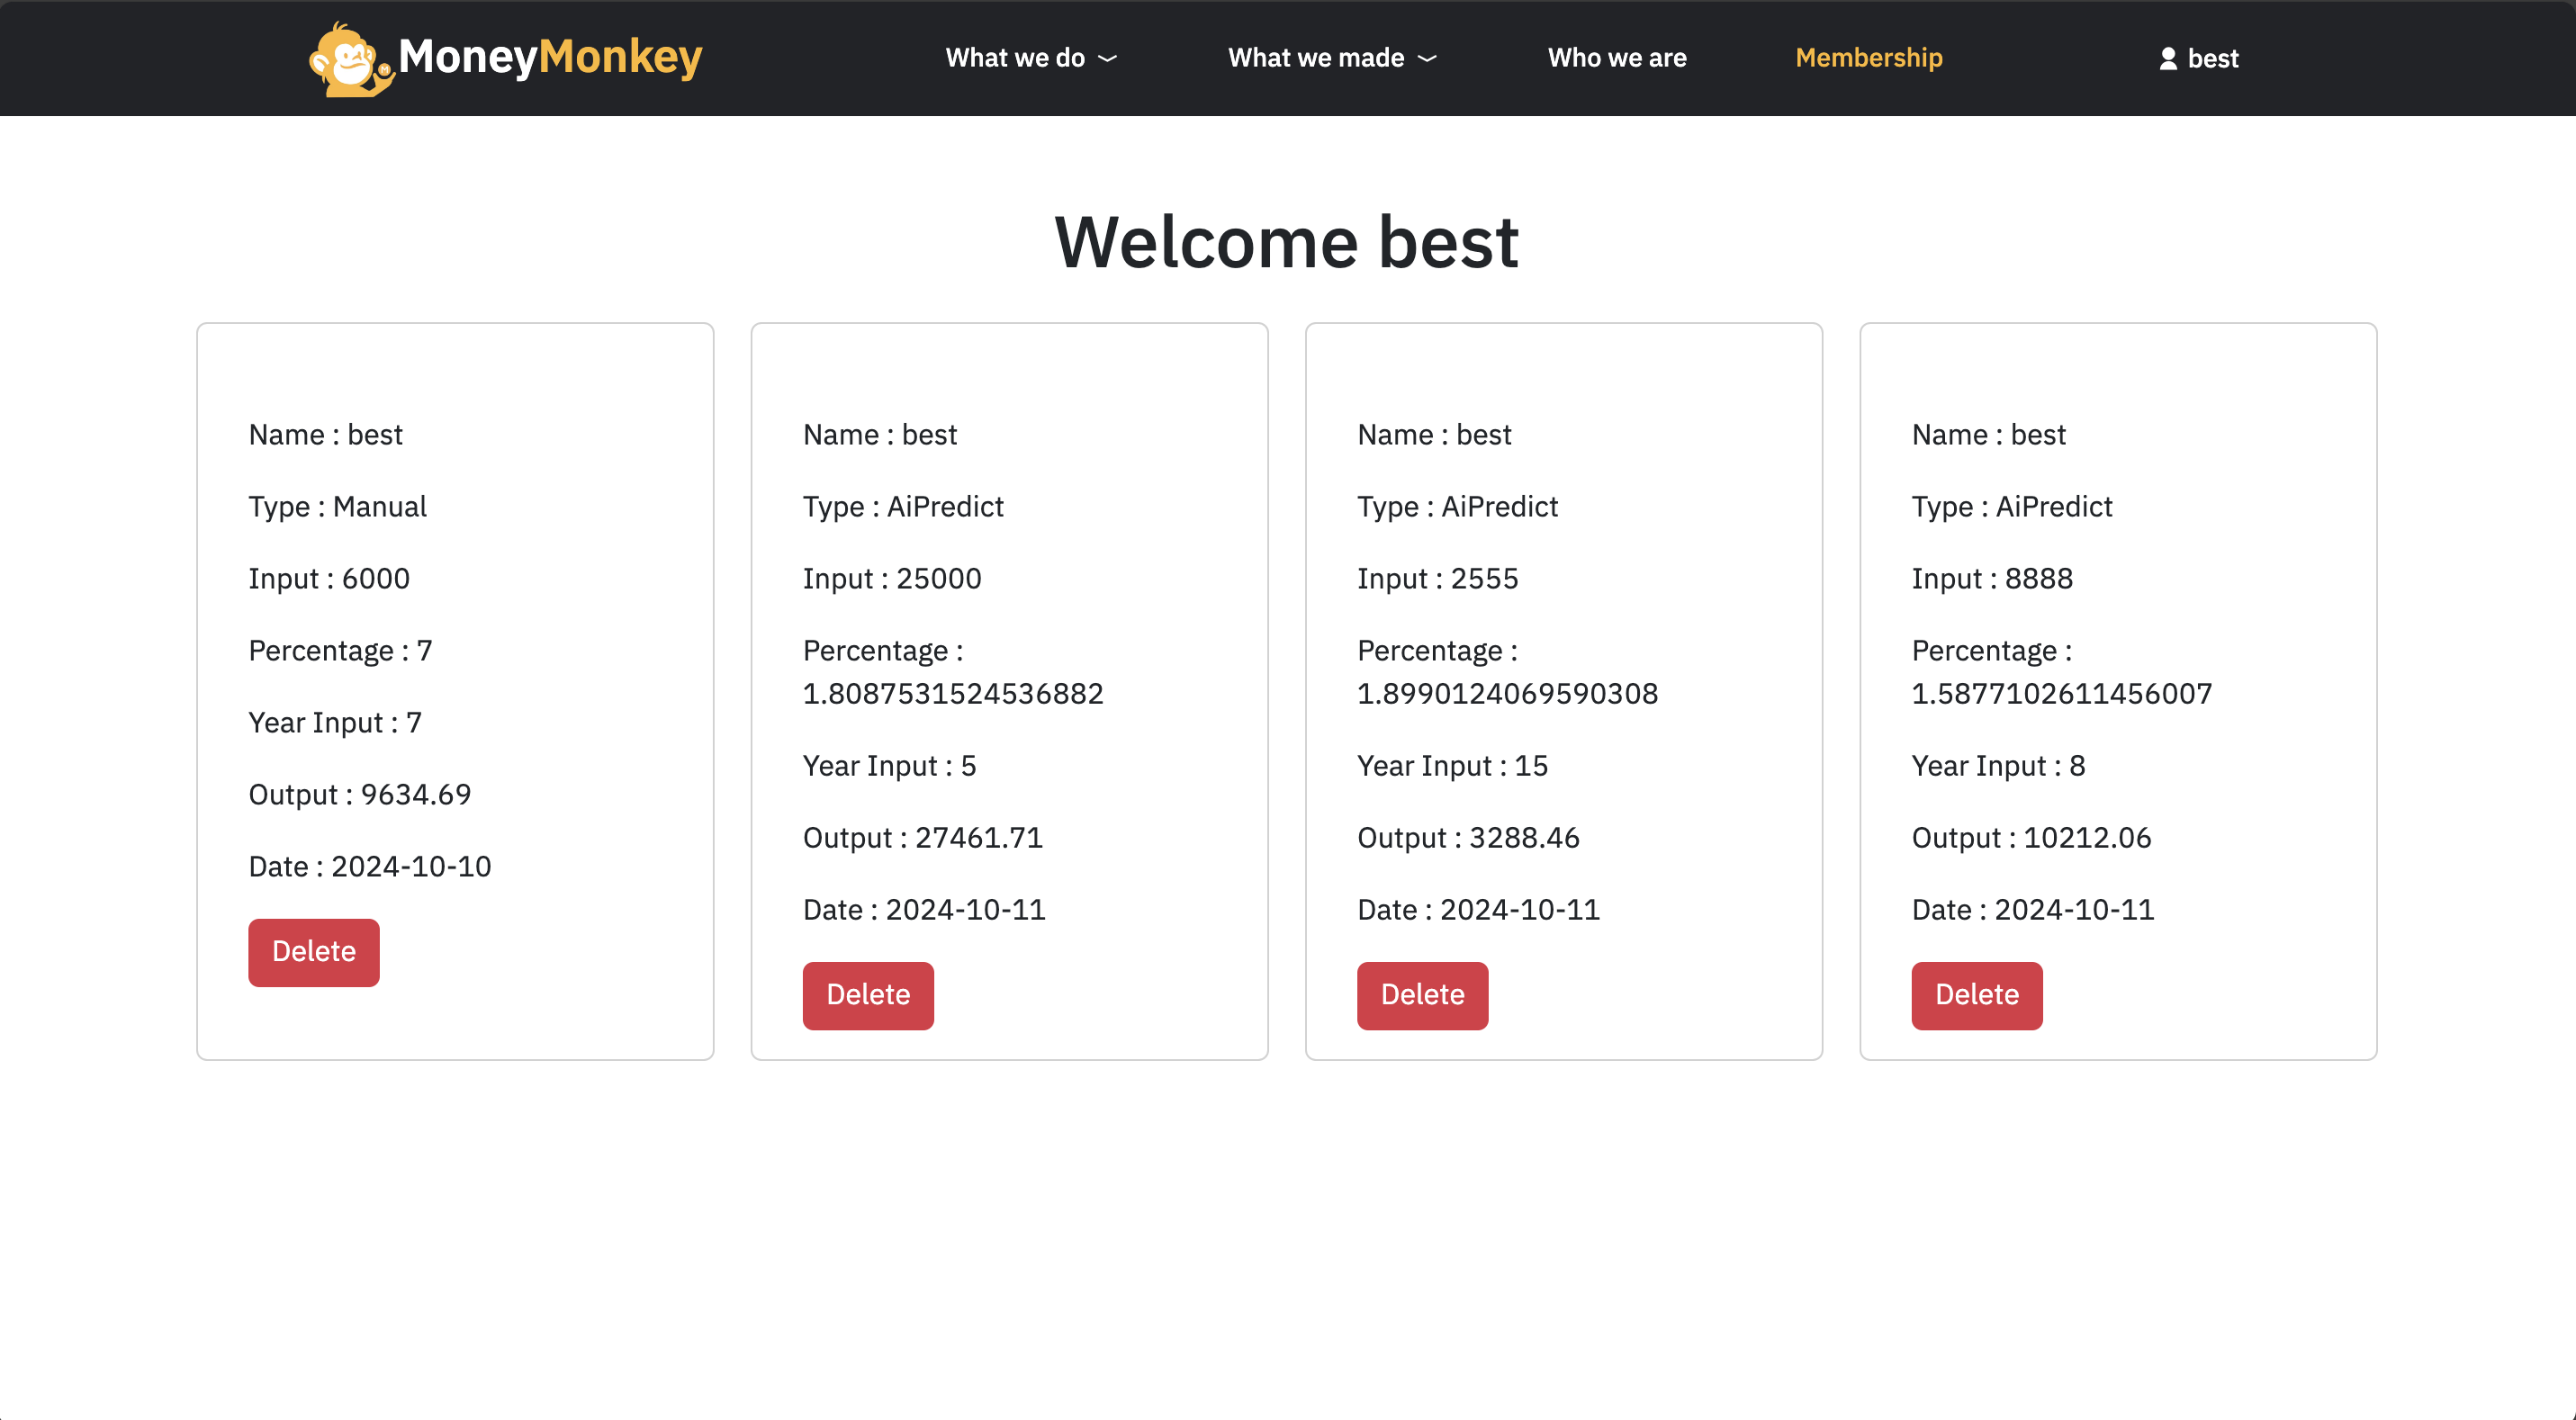 MoneyMonkey
What we do
What we made
Who we are
Membership
best
Welcome best
Name : best
Type : Manual
Input : 6000
Percentage : 7
Year Input : 7
Output : 9634.69
Date : 2024-10-10
Delete
Name : best
Type : AiPredict
Input : 25000
Percentage :
1.8087531524536882
Year Input : 5
Output : 27461.71
Date : 2024-10-11
Delete
Name : best
Type : AiPredict
Input : 2555
Percentage :
1.8990124069590308
Year Input : 15
Output : 3288.46
Date : 2024-10-11
Delete
Name : best
Type : AiPredict
Input : 8888
Percentage :
1.5877102611456007
Year Input : 8
Output : 10212.06
Date : 2024-10-11
Delete